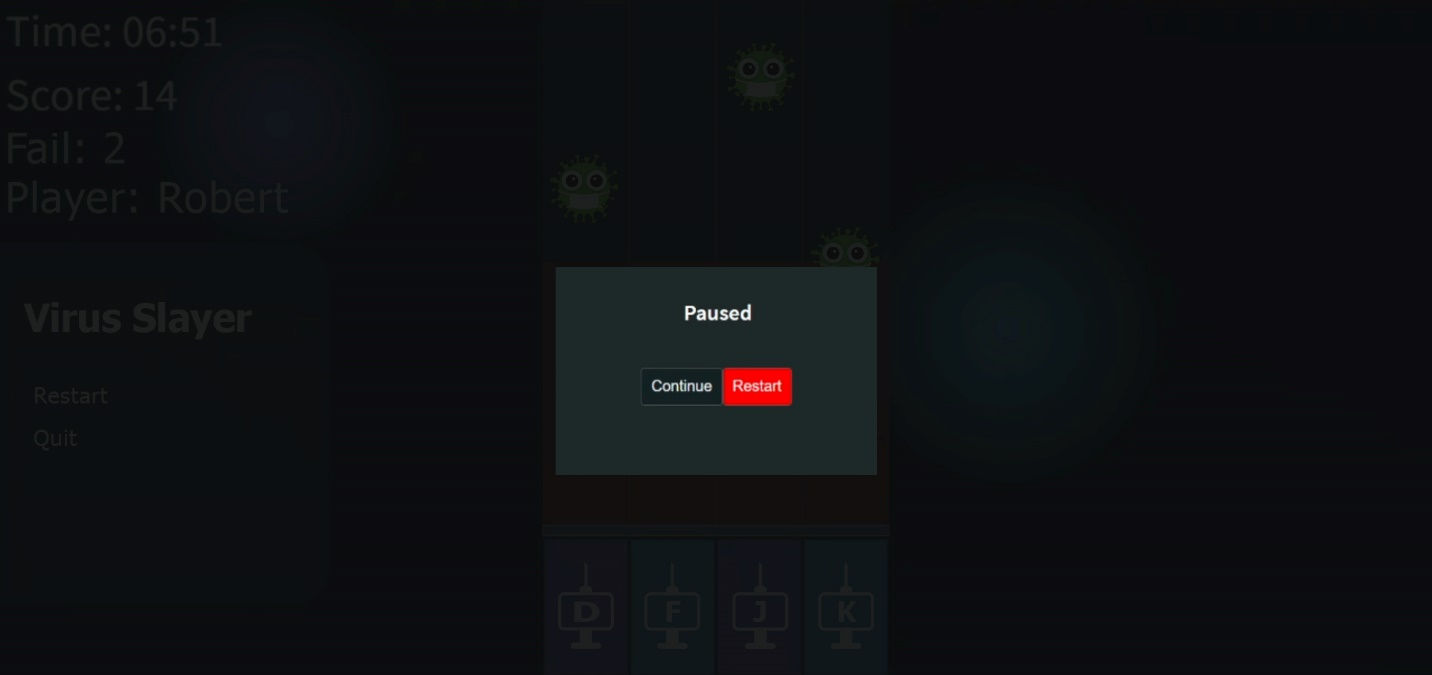 Time: 06:51
Score: 14
Fail: 2
Player: Robert
Virus Slayer
Restart
Quit
Paused
Continue Restart
D F J K